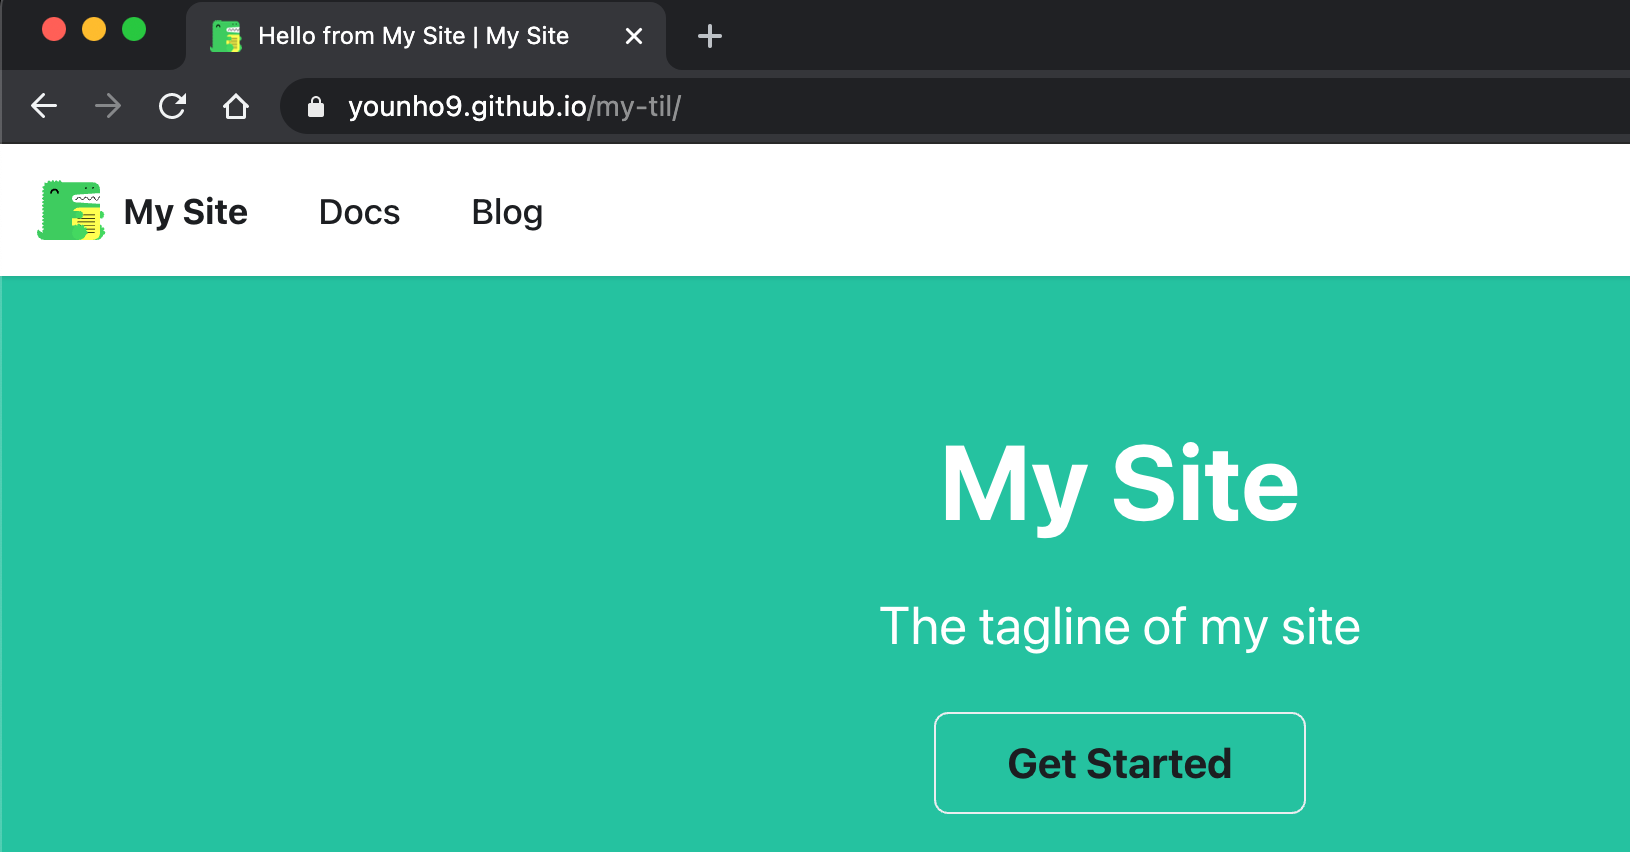 Hello from My Site | My Site
younho9.github.io/my-til/
My Site Docs Blog
My Site
The tagline of my site
Get Started